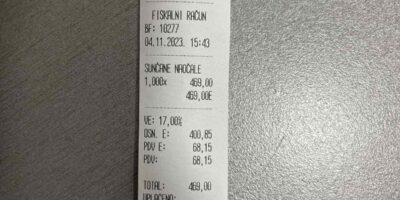 FISKALNI RAČUN
BF: 10277
04.11.2023. 15:43
SUNČANE NAOČALE
1,000x 469,00
469,00E
VE: 17,00%
OSN. E: 400,85
PDV E: 68,15
PDV: 68,15
TOTAL: 469,00
UPLAĆENO: